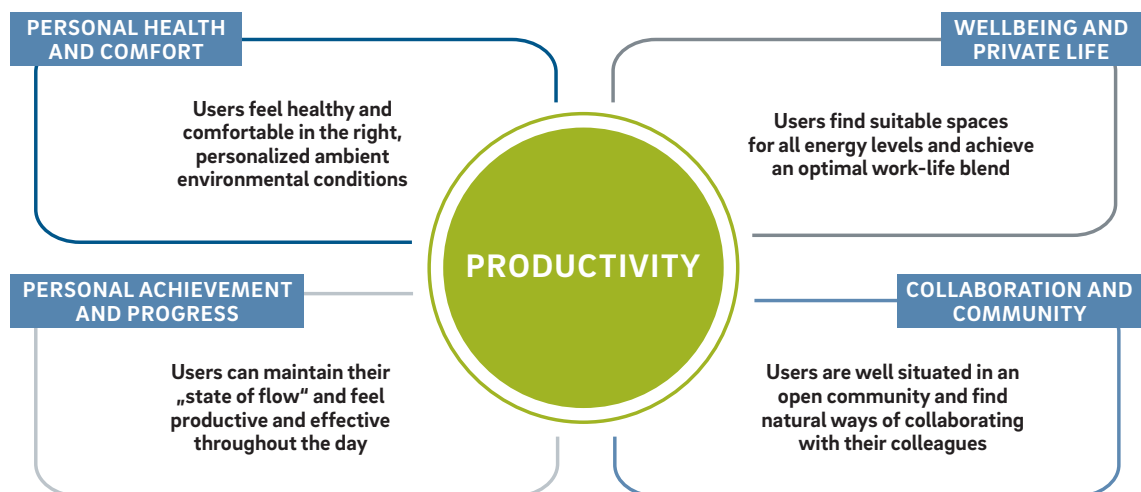 PERSONAL HEALTH
AND COMFORT
Users feel healthy and
comfortable in the right,
personalized ambient
environmental conditions
WELLBEING AND
PRIVATE LIFE
Users find suitable spaces
for all energy levels and achieve
an optimal work-life blend
PRODUCTIVITY
PERSONAL ACHIEVEMENT
AND PROGRESS
Users can maintain their
„state of flow“ and feel
productive and effective
throughout the day
COLLABORATION AND
COMMUNITY
Users are well situated in an
open community and find
natural ways of collaborating
with their colleagues